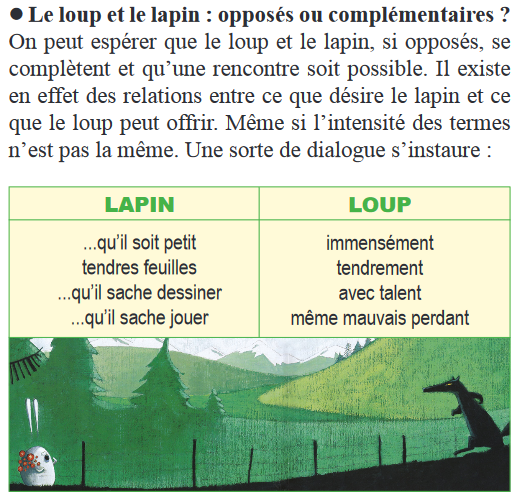 ● Le loup et le lapin : opposés ou complémentaires ?
On peut espérer que le loup et le lapin, si opposés, se
complètent et qu'une rencontre soit possible. Il existe
en effet des relations entre ce que désire le lapin et ce
que le loup peut offrir. Même si l'intensité des termes
n'est pas la même. Une sorte de dialogue s'instaure :
LAPIN LOUP
...qu'il soit petit immensément
tendres feuilles tendrement
...qu'il sache dessiner avec talent
...qu'il sache jouer même mauvais perdant